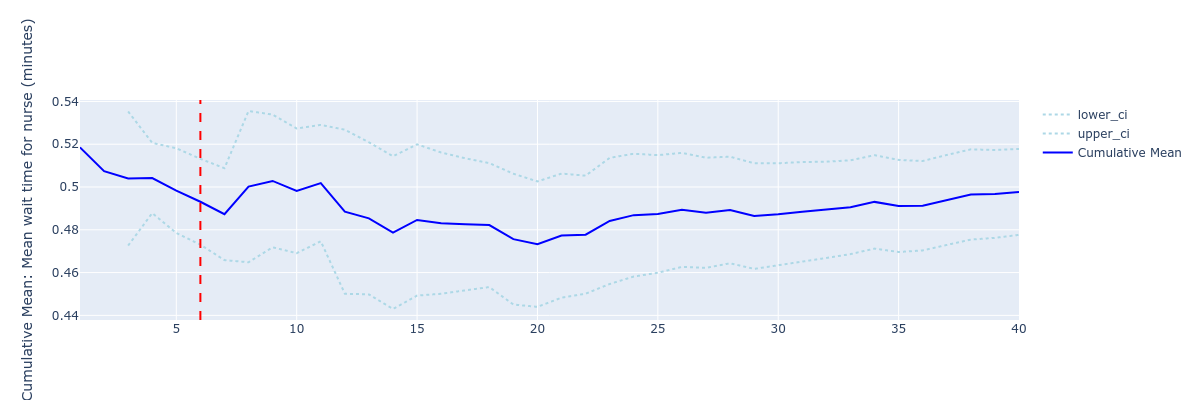 Cumulative Mean: Mean wait time for nurse (minutes)
0.54
0.52
0.5
0.48
0.46
0.44
5 10 15 20 25 30 35 40
lower_ci
upper_ci
Cumulative Mean